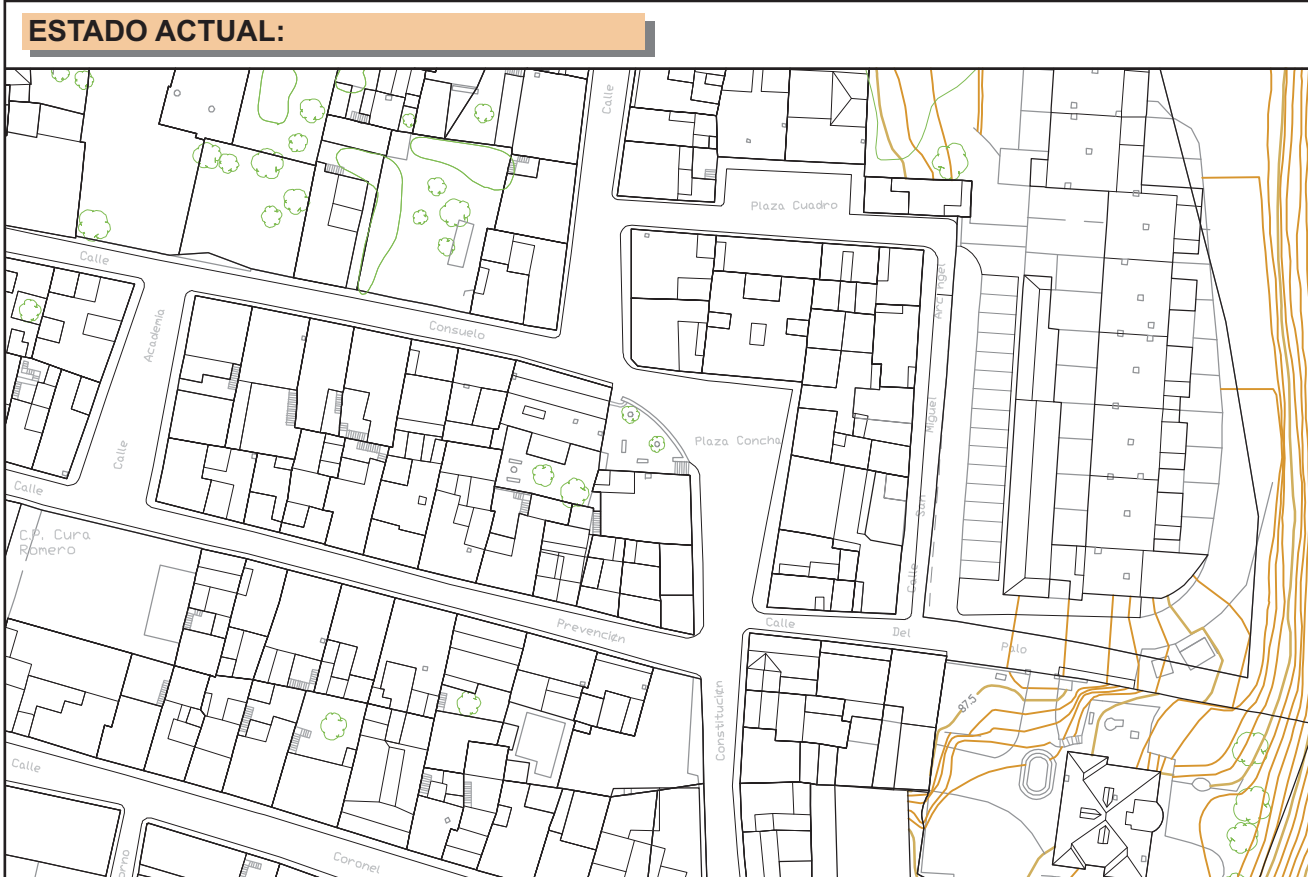 ESTADO ACTUAL:
Calle
Plaza Cuadro
Calle
Academia
Calle
Consuelo
Arcángel
Miguel
San
Calle
Plaza Concha
Calle
C.P. Cura
Romero
Prevención
Calle
Del
Palo
Constitución
97.5
Calle
Coronel